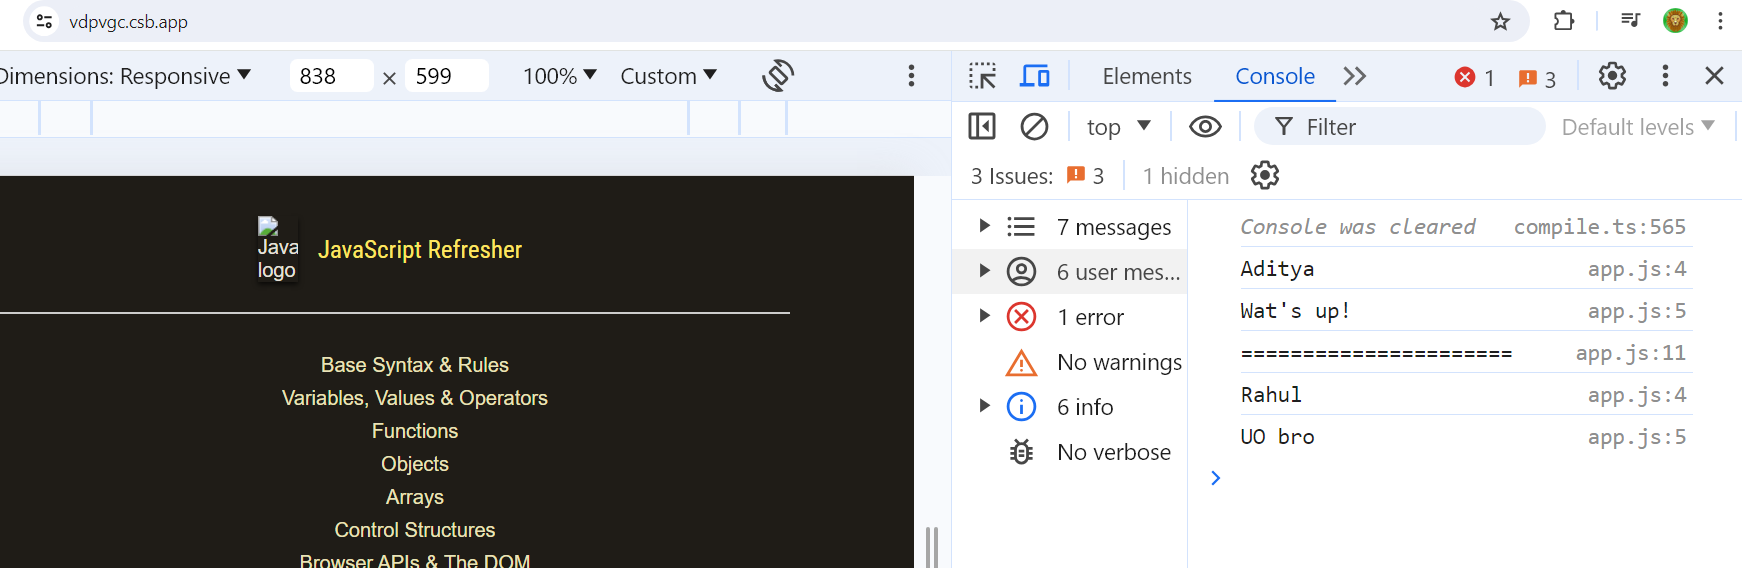 vdpvgc.csb.app
Dimensions: Responsive 838 × 599 100% Custom
Elements Console 1 3
top Filter Default levels
3 Issues: 3 1 hidden
Java logo
JavaScript Refresher
Base Syntax & Rules
Variables, Values & Operators
Functions
Objects
Arrays
Control Structures
Browser APIs & The DOM
7 messages
6 user mes...
1 error
No warnings
6 info
No verbose
Console was cleared compile.ts:565
Aditya app.js:4
Wat's up! app.js:5
====================== app.js:11
Rahul app.js:4
UO bro app.js:5